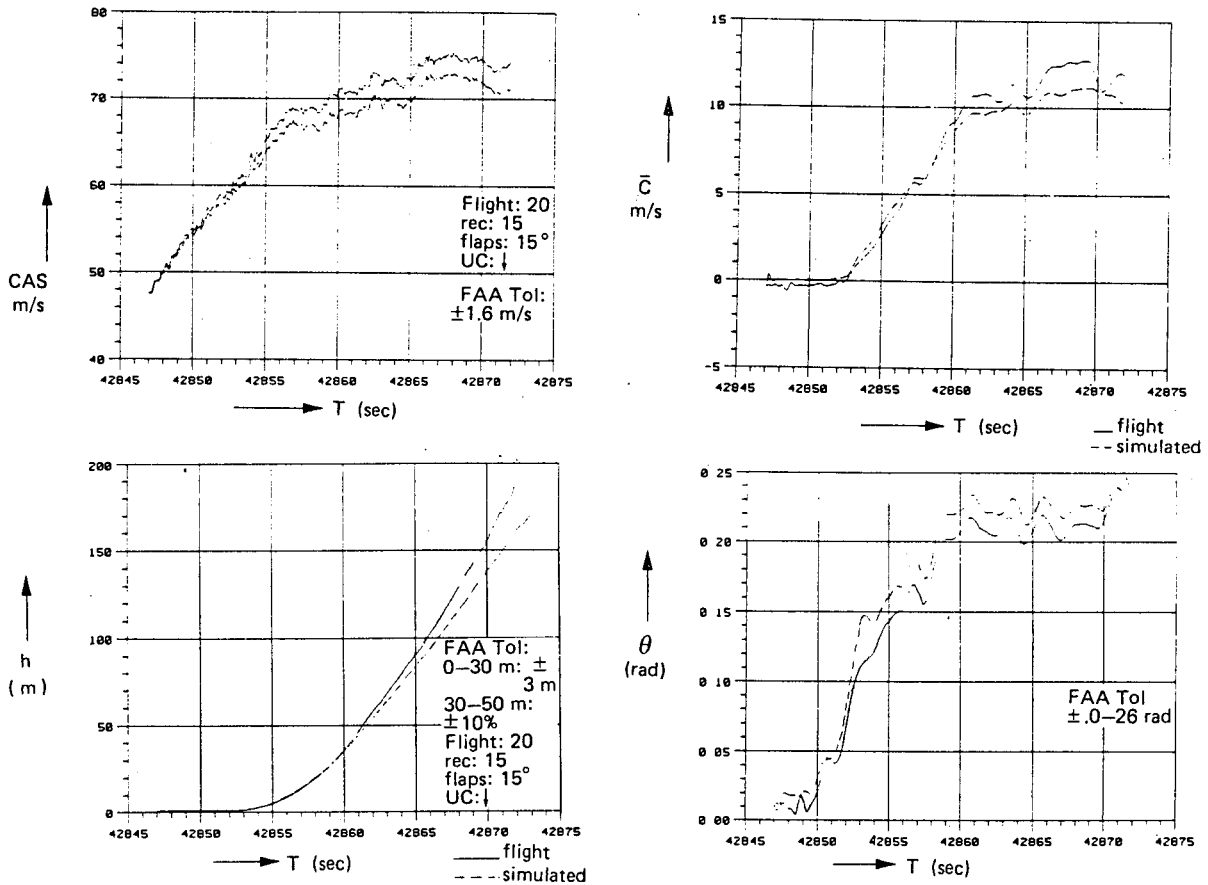 80
70
60
50
40
CAS
m/s
Flight: 20
rec: 15
flaps: 15°
UC: ↓
FAA Tol:
±1.6 m/s
42845 42850 42855 42860 42865 42870 42875
T (sec)
15
10
5
0
-5
C̄
m/s
42845 42850 42855 42860 42865 42870 42875
T (sec)
— flight
-- simulated
200
150
100
50
0
h
(m)
FAA Tol:
0—30 m: ±
3 m
30—50 m:
±10%
Flight: 20
rec: 15
flaps: 15°
UC: ↓
42845 42850 42855 42860 42865 42870 42875
T (sec)
— flight
--- simulated
0 25
0 20
0 15
0 10
0 05
0 00
θ
(rad)
FAA Tol
±.0—26 rad
42845 42850 42855 42860 42865 42870 42875
T (sec)